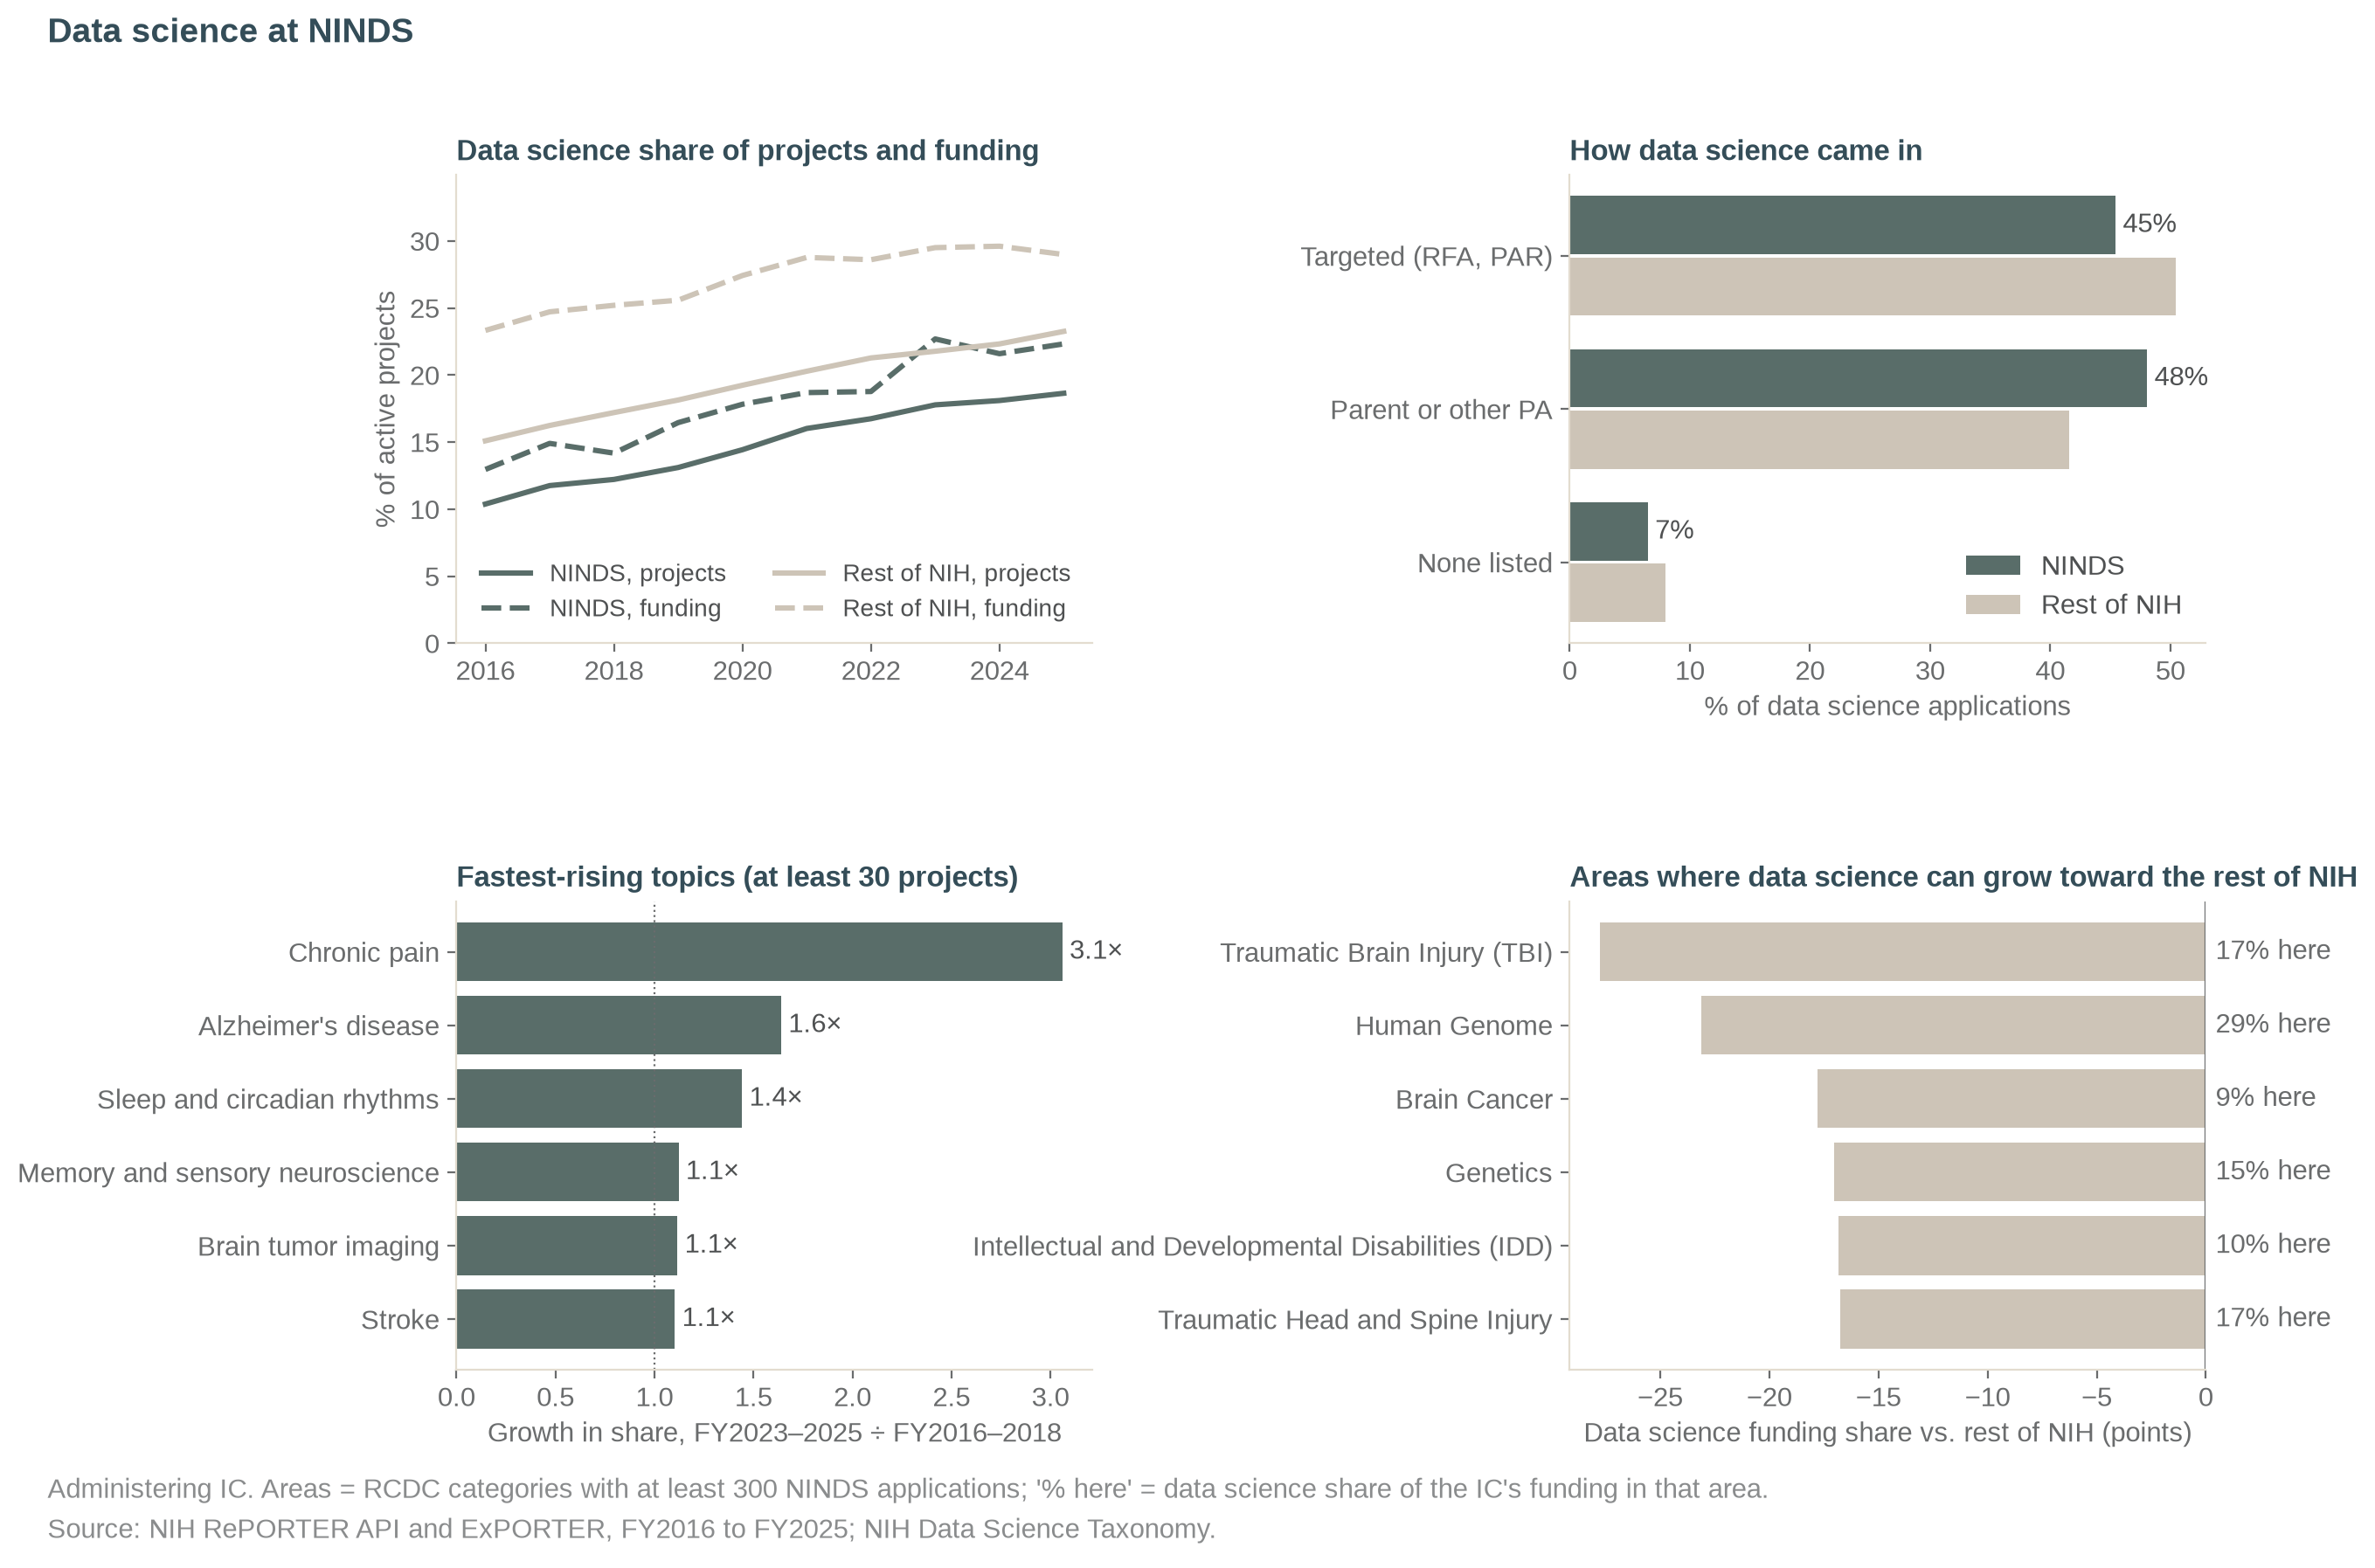 Data science at NINDS
Data science share of projects and funding
% of active projects
30
25
20
15
10
5
0
NINDS, projects
NINDS, funding
Rest of NIH, projects
Rest of NIH, funding
2016 2018 2020 2022 2024
How data science came in
Targeted (RFA, PAR)
45%
Parent or other PA
48%
None listed
7%
NINDS
Rest of NIH
0 10 20 30 40 50
% of data science applications
Fastest-rising topics (at least 30 projects)
Chronic pain 3.1×
Alzheimer's disease 1.6×
Sleep and circadian rhythms 1.4×
Memory and sensory neuroscience 1.1×
Brain tumor imaging 1.1×
Stroke 1.1×
0.0 0.5 1.0 1.5 2.0 2.5 3.0
Growth in share, FY2023–2025 ÷ FY2016–2018
Areas where data science can grow toward the rest of NIH
Traumatic Brain Injury (TBI) 17% here
Human Genome 29% here
Brain Cancer 9% here
Genetics 15% here
Intellectual and Developmental Disabilities (IDD) 10% here
Traumatic Head and Spine Injury 17% here
−25 −20 −15 −10 −5 0
Data science funding share vs. rest of NIH (points)
Administering IC. Areas = RCDC categories with at least 300 NINDS applications; '% here' = data science share of the IC's funding in that area.
Source: NIH RePORTER API and ExPORTER, FY2016 to FY2025; NIH Data Science Taxonomy.